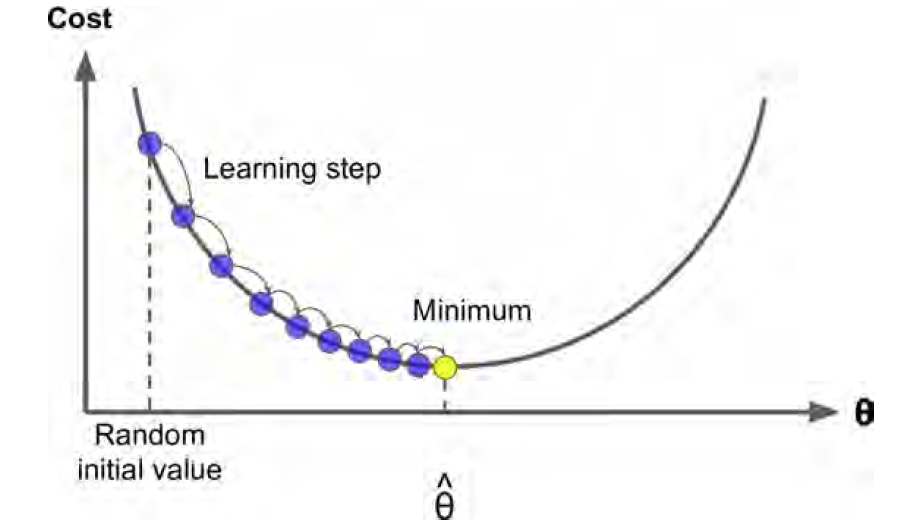 Cost
Learning step
Minimum
θ
Random
initial value
θ̂